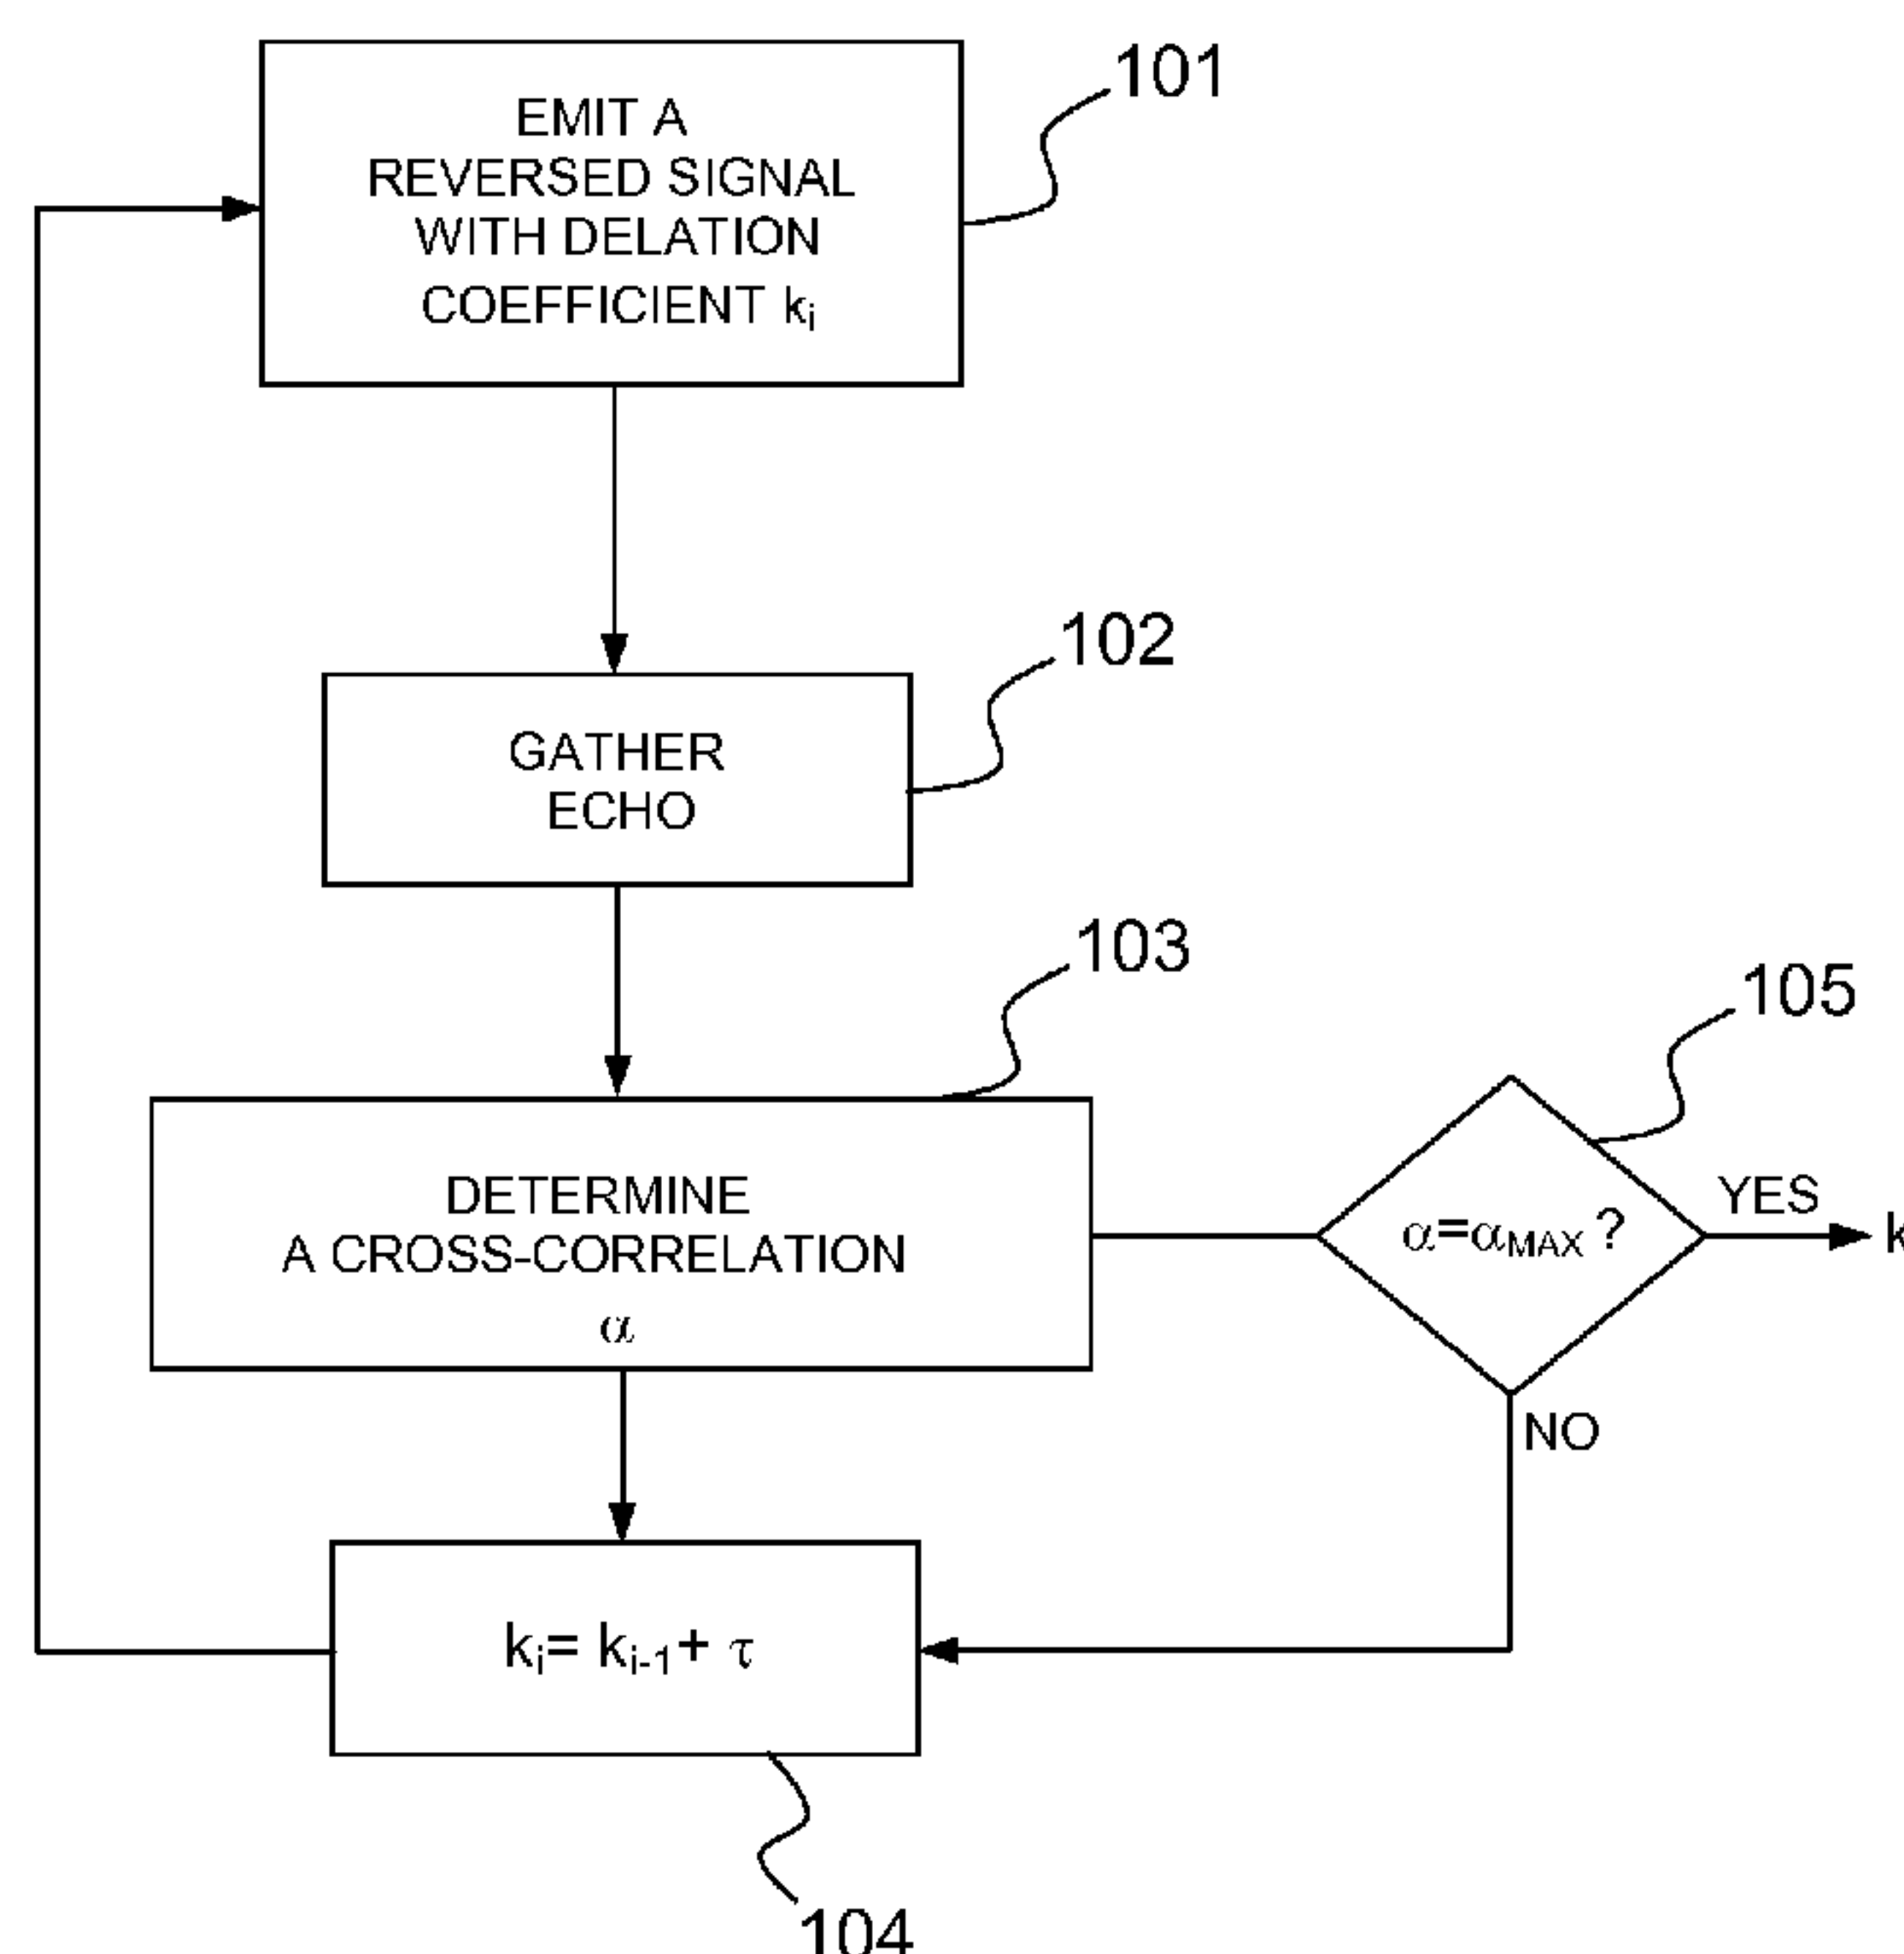 101
EMIT A
REVERSED SIGNAL
WITH DELATION
COEFFICIENT kᵢ
102
GATHER
ECHO
103
105
DETERMINE
A CROSS-CORRELATION
α
α=αMAX ?
YES
NO
kᵢ= kᵢ₋₁+ τ
104